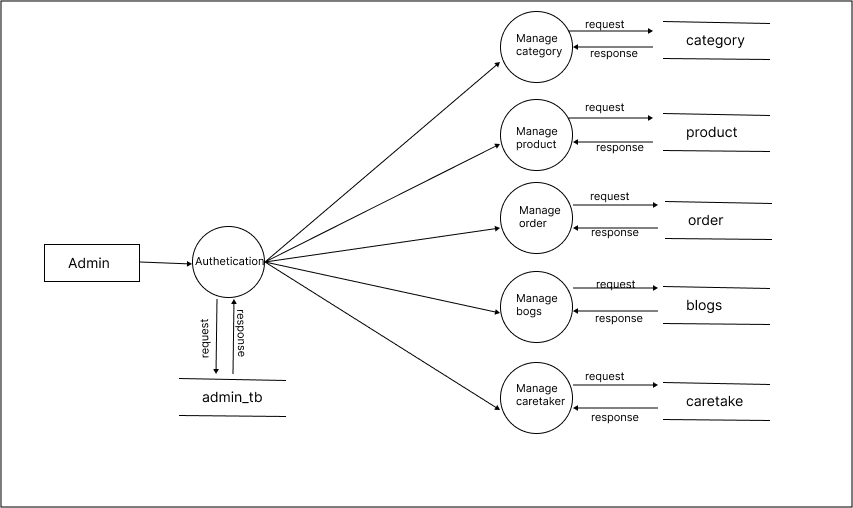 Manage
category
request
response
category
Manage
product
request
response
product
Manage
order
request
response
order
Admin
Authetication
request
response
admin_tb
Manage
bogs
request
response
blogs
Manage
caretaker
request
response
caretake